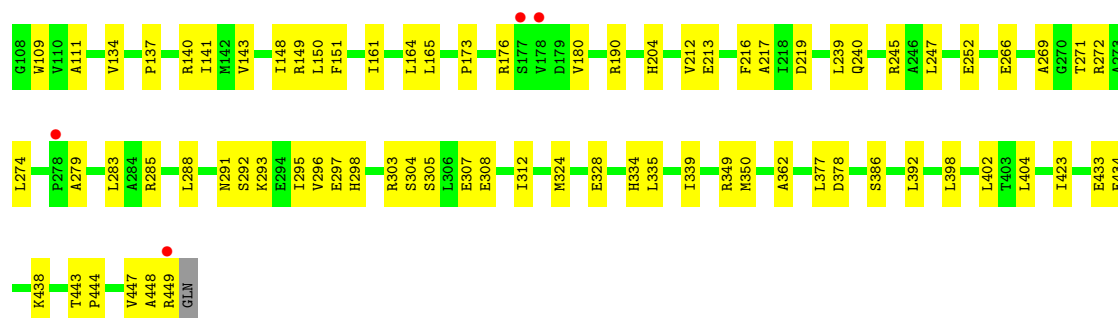 G108 W109 V110 A111 V134 P137 R140 I141 M142 V143 I148 R149 L150 F151 I161 L164 L165 P173 R176 S177 V178 D179 V180 R190 H204 V212 E213 F216 A217 I218 D219 L239 Q240 R245 A246 L247 E252 E266 A269 G270 T271 R272 A273
L274 P278 A279 L283 A284 R285 L288 N291 S292 K293 E294 I295 V296 E297 H298 R303 S304 S305 L306 E307 E308 I312 M324 E328 H334 L335 I339 R349 M350 A362 L377 D378 S386 L392 L398 L402 T403 L404 I423 E433
K438 T443 P444 V447 A448 R449 GLN